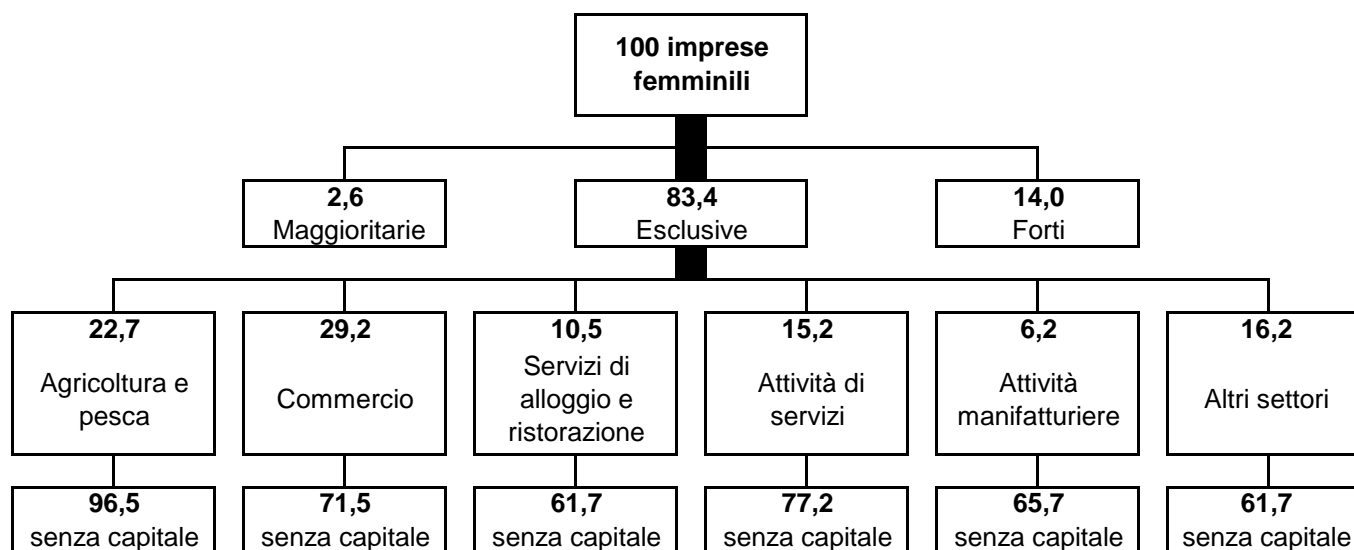 100 imprese
femminili
2,6
Maggioritarie
83,4
Esclusive
14,0
Forti
22,7
Agricoltura e
pesca
29,2
Commercio
10,5
Servizi di
alloggio e
ristorazione
15,2
Attività di
servizi
6,2
Attività
manifatturiere
16,2
Altri settori
96,5
senza capitale
71,5
senza capitale
61,7
senza capitale
77,2
senza capitale
65,7
senza capitale
61,7
senza capitale